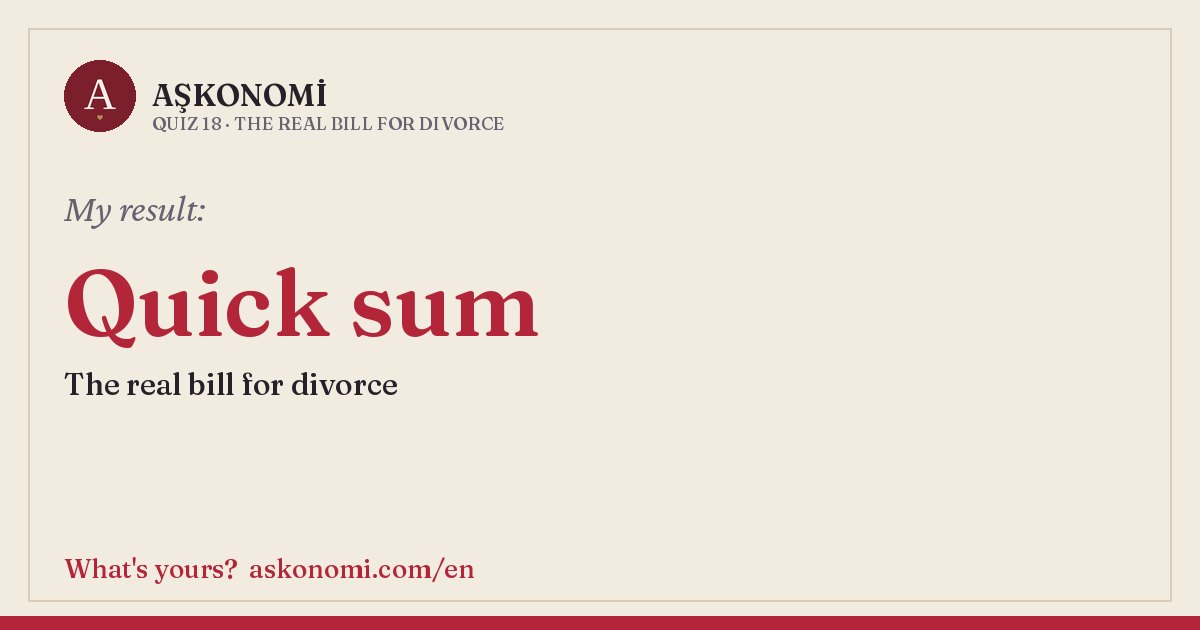 A
AŞKONOMİ
QUIZ 18 · THE REAL BILL FOR DIVORCE
My result:
Quick sum
The real bill for divorce
What's yours? askonomi.com/en